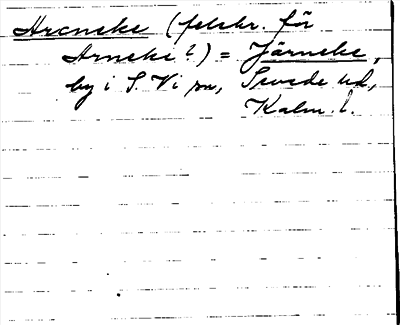 Arcneke (felskr. för
Arneke?) = Järneke,
by i S. Vi sn, Sevede hd,
Kalm. l.